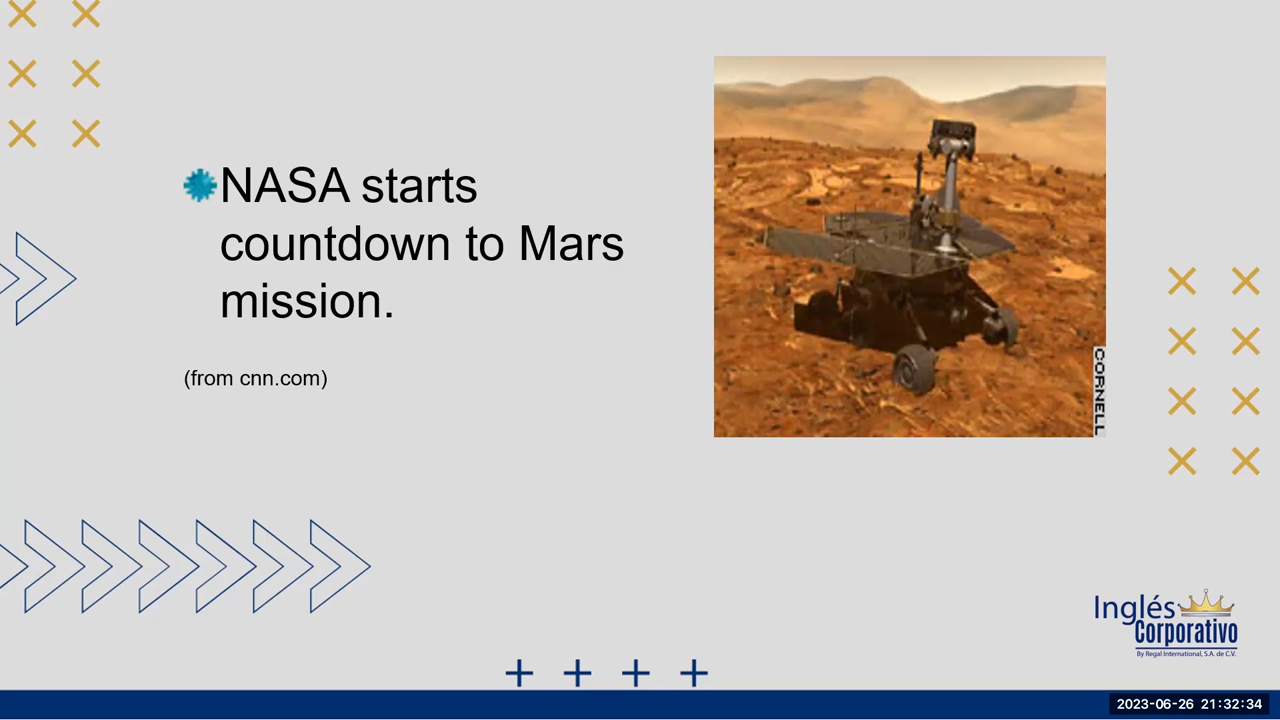 NASA starts
countdown to Mars
mission.
(from cnn.com)
CORNELL
Inglés
Corporativo
By Regal International, S.A. de C.V.
2023-06-26 21:32:34